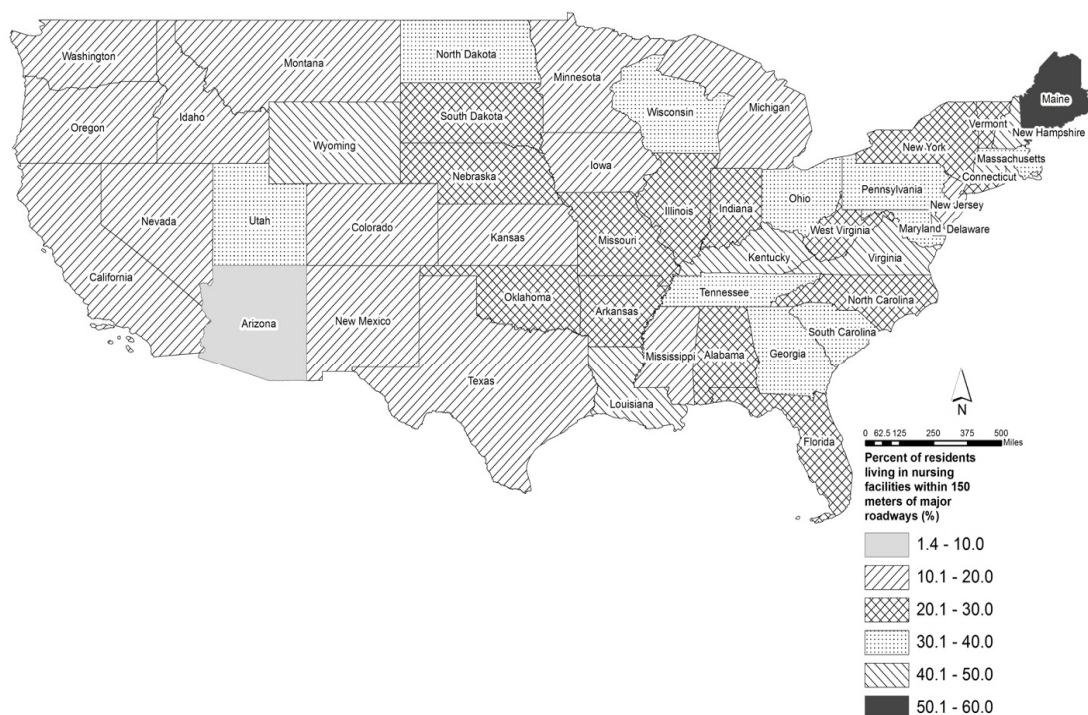 Washington
Montana
North Dakota
Minnesota
Michigan
Maine
Oregon
Idaho
Wyoming
South Dakota
Wisconsin
Vermont
New Hampshire
New York
Massachusetts
Connecticut
Nevada
Utah
Colorado
Nebraska
Iowa
Illinois
Indiana
Ohio
Pennsylvania
New Jersey
Maryland
Delaware
West Virginia
California
Kansas
Missouri
Kentucky
Virginia
Arizona
New Mexico
Oklahoma
Arkansas
Tennessee
North Carolina
South Carolina
Texas
Mississippi
Alabama
Georgia
Louisiana
Florida
N
0 62.5 125 250 375 500
Miles
Percent of residents
living in nursing
facilities within 150
meters of major
roadways (%)
1.4 - 10.0
10.1 - 20.0
20.1 - 30.0
30.1 - 40.0
40.1 - 50.0
50.1 - 60.0